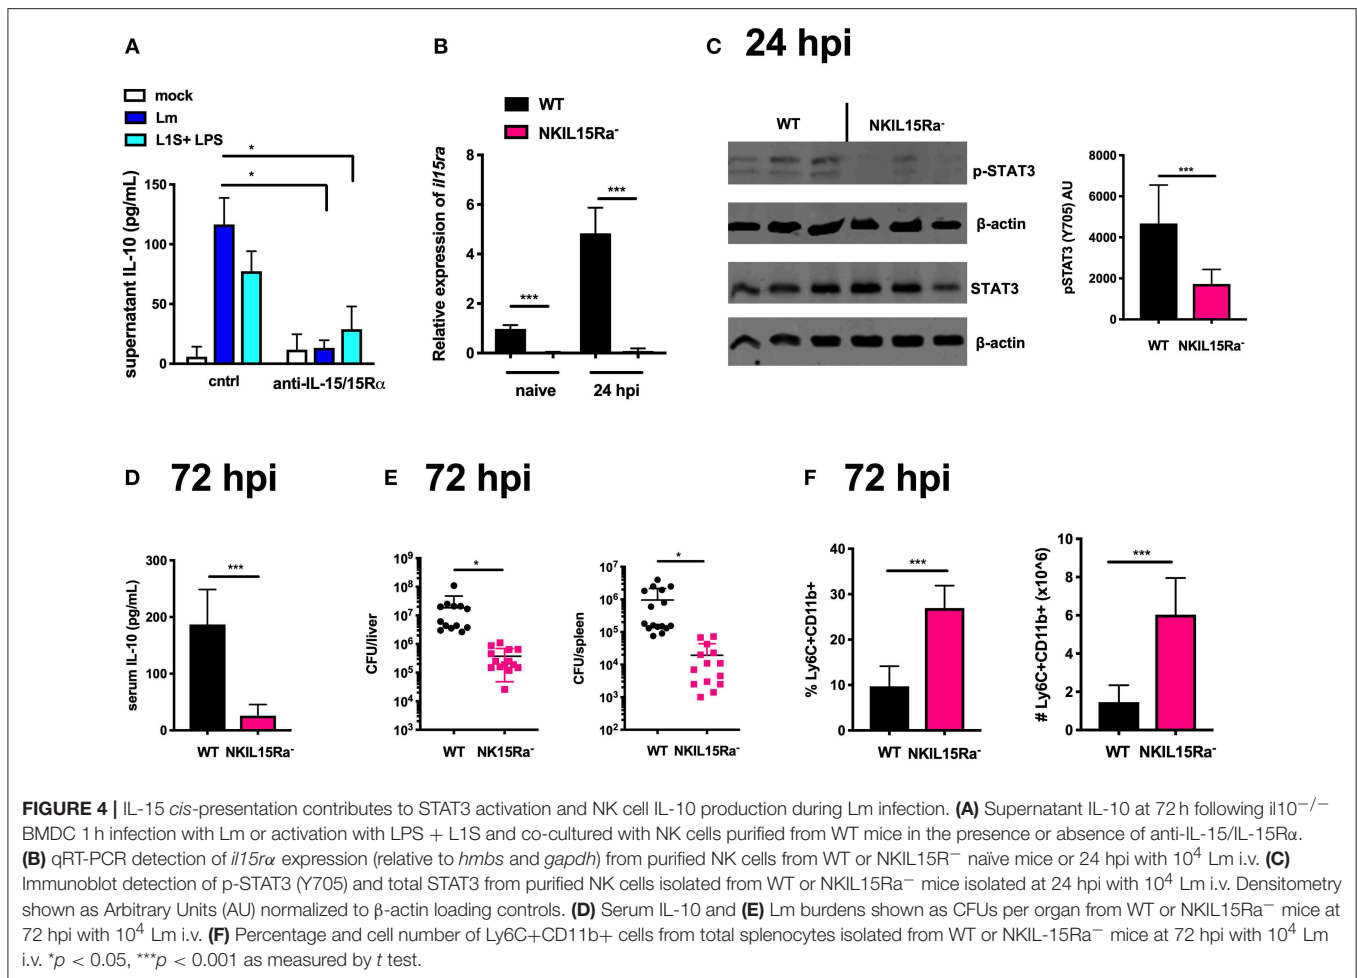 A
mock
Lm
L1S+ LPS
*
*
supernatant IL-10 (pg/mL)
150
100
50
0
cntrl
anti-IL-15/15Rα
B
WT
NKIL15Ra-
Relative expression of il15ra
8
6
4
2
0
***
***
naive
24 hpi
C
24 hpi
WT
NKIL15Ra-
p-STAT3
β-actin
STAT3
β-actin
pSTAT3 (Y705) AU
8000
6000
4000
2000
0
***
WT
NKIL15Ra-
D
72 hpi
serum IL-10 (pg/mL)
300
200
100
0
***
WT
NKIL15Ra-
E
72 hpi
CFU/liver
10^9
10^8
10^7
10^6
10^5
10^4
10^3
*
WT
NK15Ra-
CFU/spleen
10^7
10^6
10^5
10^4
10^3
10^2
*
WT
NKIL15Ra-
F
72 hpi
% Ly6C+CD11b+
40
30
20
10
0
***
WT
NKIL15Ra-
# Ly6C+CD11b+ (x10^6)
10
8
6
4
2
0
***
WT
NKIL15Ra-
FIGURE 4 | IL-15 cis-presentation contributes to STAT3 activation and NK cell IL-10 production during Lm infection. (A) Supernatant IL-10 at 72 h following il10−/−
BMDC 1 h infection with Lm or activation with LPS + L1S and co-cultured with NK cells purified from WT mice in the presence or absence of anti-IL-15/IL-15Rα.
(B) qRT-PCR detection of il15rα expression (relative to hmbs and gapdh) from purified NK cells from WT or NKIL15R− naïve mice or 24 hpi with 10^4 Lm i.v. (C)
Immunoblot detection of p-STAT3 (Y705) and total STAT3 from purified NK cells isolated from WT or NKIL15Ra− mice isolated at 24 hpi with 10^4 Lm i.v. Densitometry
shown as Arbitrary Units (AU) normalized to β-actin loading controls. (D) Serum IL-10 and (E) Lm burdens shown as CFUs per organ from WT or NKIL15Ra− mice at
72 hpi with 10^4 Lm i.v. (F) Percentage and cell number of Ly6C+CD11b+ cells from total splenocytes isolated from WT or NKIL-15Ra− mice at 72 hpi with 10^4 Lm
i.v. *p < 0.05, ***p < 0.001 as measured by t test.